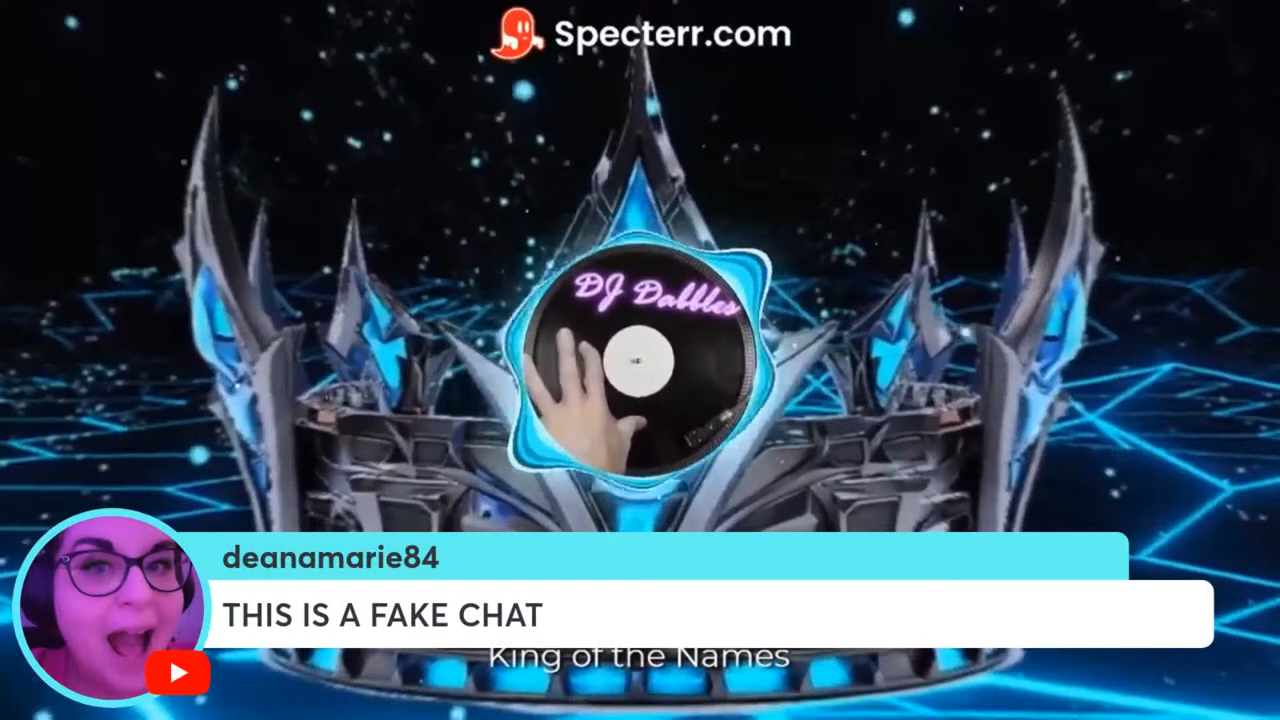 Specterr.com
DJ Dabbles
deanamarie84
THIS IS A FAKE CHAT
King of the Names